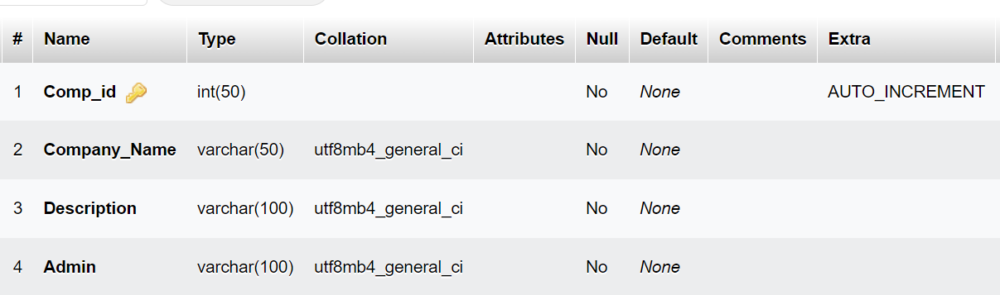 # Name Type Collation Attributes Null Default Comments Extra
1 Comp_id int(50) No None AUTO_INCREMENT
2 Company_Name varchar(50) utf8mb4_general_ci No None
3 Description varchar(100) utf8mb4_general_ci No None
4 Admin varchar(100) utf8mb4_general_ci No None